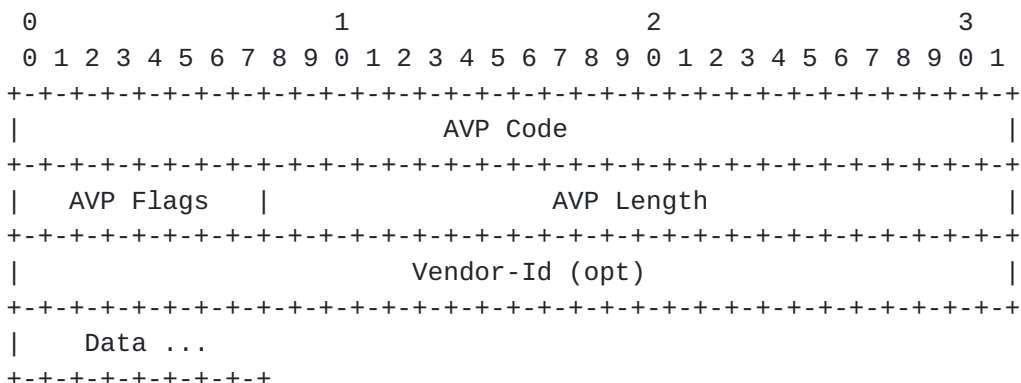 0                   1                   2                   3
 0 1 2 3 4 5 6 7 8 9 0 1 2 3 4 5 6 7 8 9 0 1 2 3 4 5 6 7 8 9 0 1
+-+-+-+-+-+-+-+-+-+-+-+-+-+-+-+-+-+-+-+-+-+-+-+-+-+-+-+-+-+-+-+-+
|                           AVP Code                            |
+-+-+-+-+-+-+-+-+-+-+-+-+-+-+-+-+-+-+-+-+-+-+-+-+-+-+-+-+-+-+-+-+
|   AVP Flags   |                  AVP Length                   |
+-+-+-+-+-+-+-+-+-+-+-+-+-+-+-+-+-+-+-+-+-+-+-+-+-+-+-+-+-+-+-+-+
|                         Vendor-Id (opt)                       |
+-+-+-+-+-+-+-+-+-+-+-+-+-+-+-+-+-+-+-+-+-+-+-+-+-+-+-+-+-+-+-+-+
|    Data ...
+-+-+-+-+-+-+-+-+